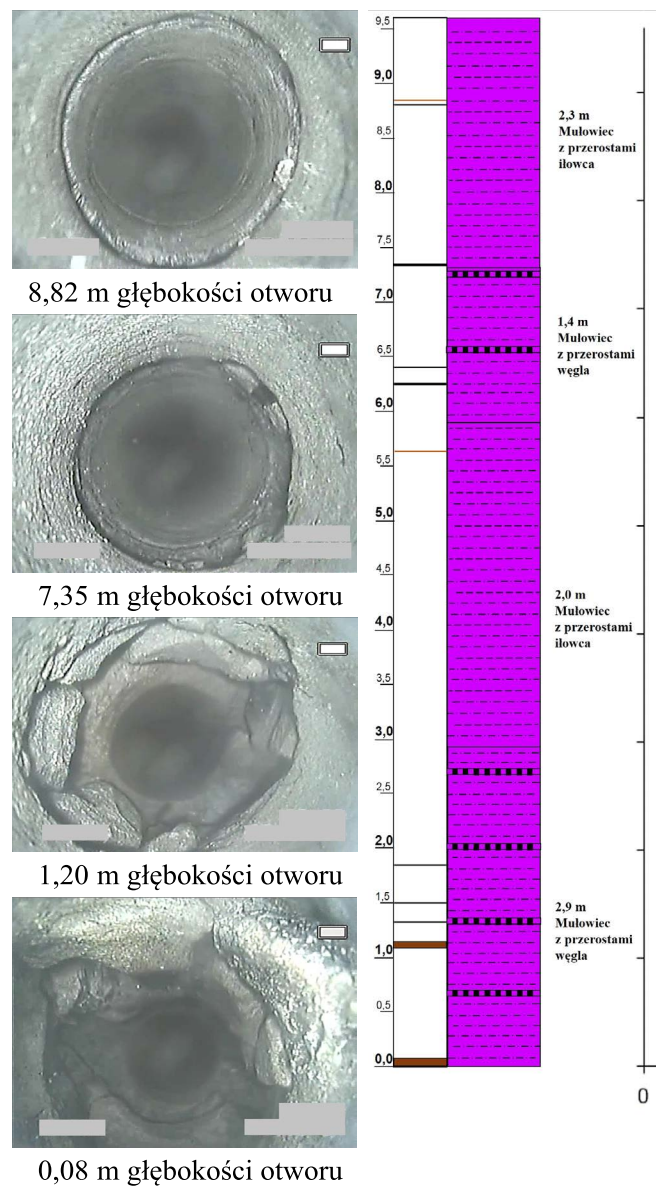 8,82 m głębokości otworu
7,35 m głębokości otworu
1,20 m głębokości otworu
0,08 m głębokości otworu
9,5
9,0
8,5
8,0
7,5
7,0
6,5
6,0
5,5
5,0
4,5
4,0
3,5
3,0
2,5
2,0
1,5
1,0
0,5
0,0
2,3 m
Mułowiec
z przerostami
iłowca
1,4 m
Mułowiec
z przerostami
węgla
2,0 m
Mułowiec
z przerostami
iłowca
2,9 m
Mułowiec
z przerostami
węgla
0